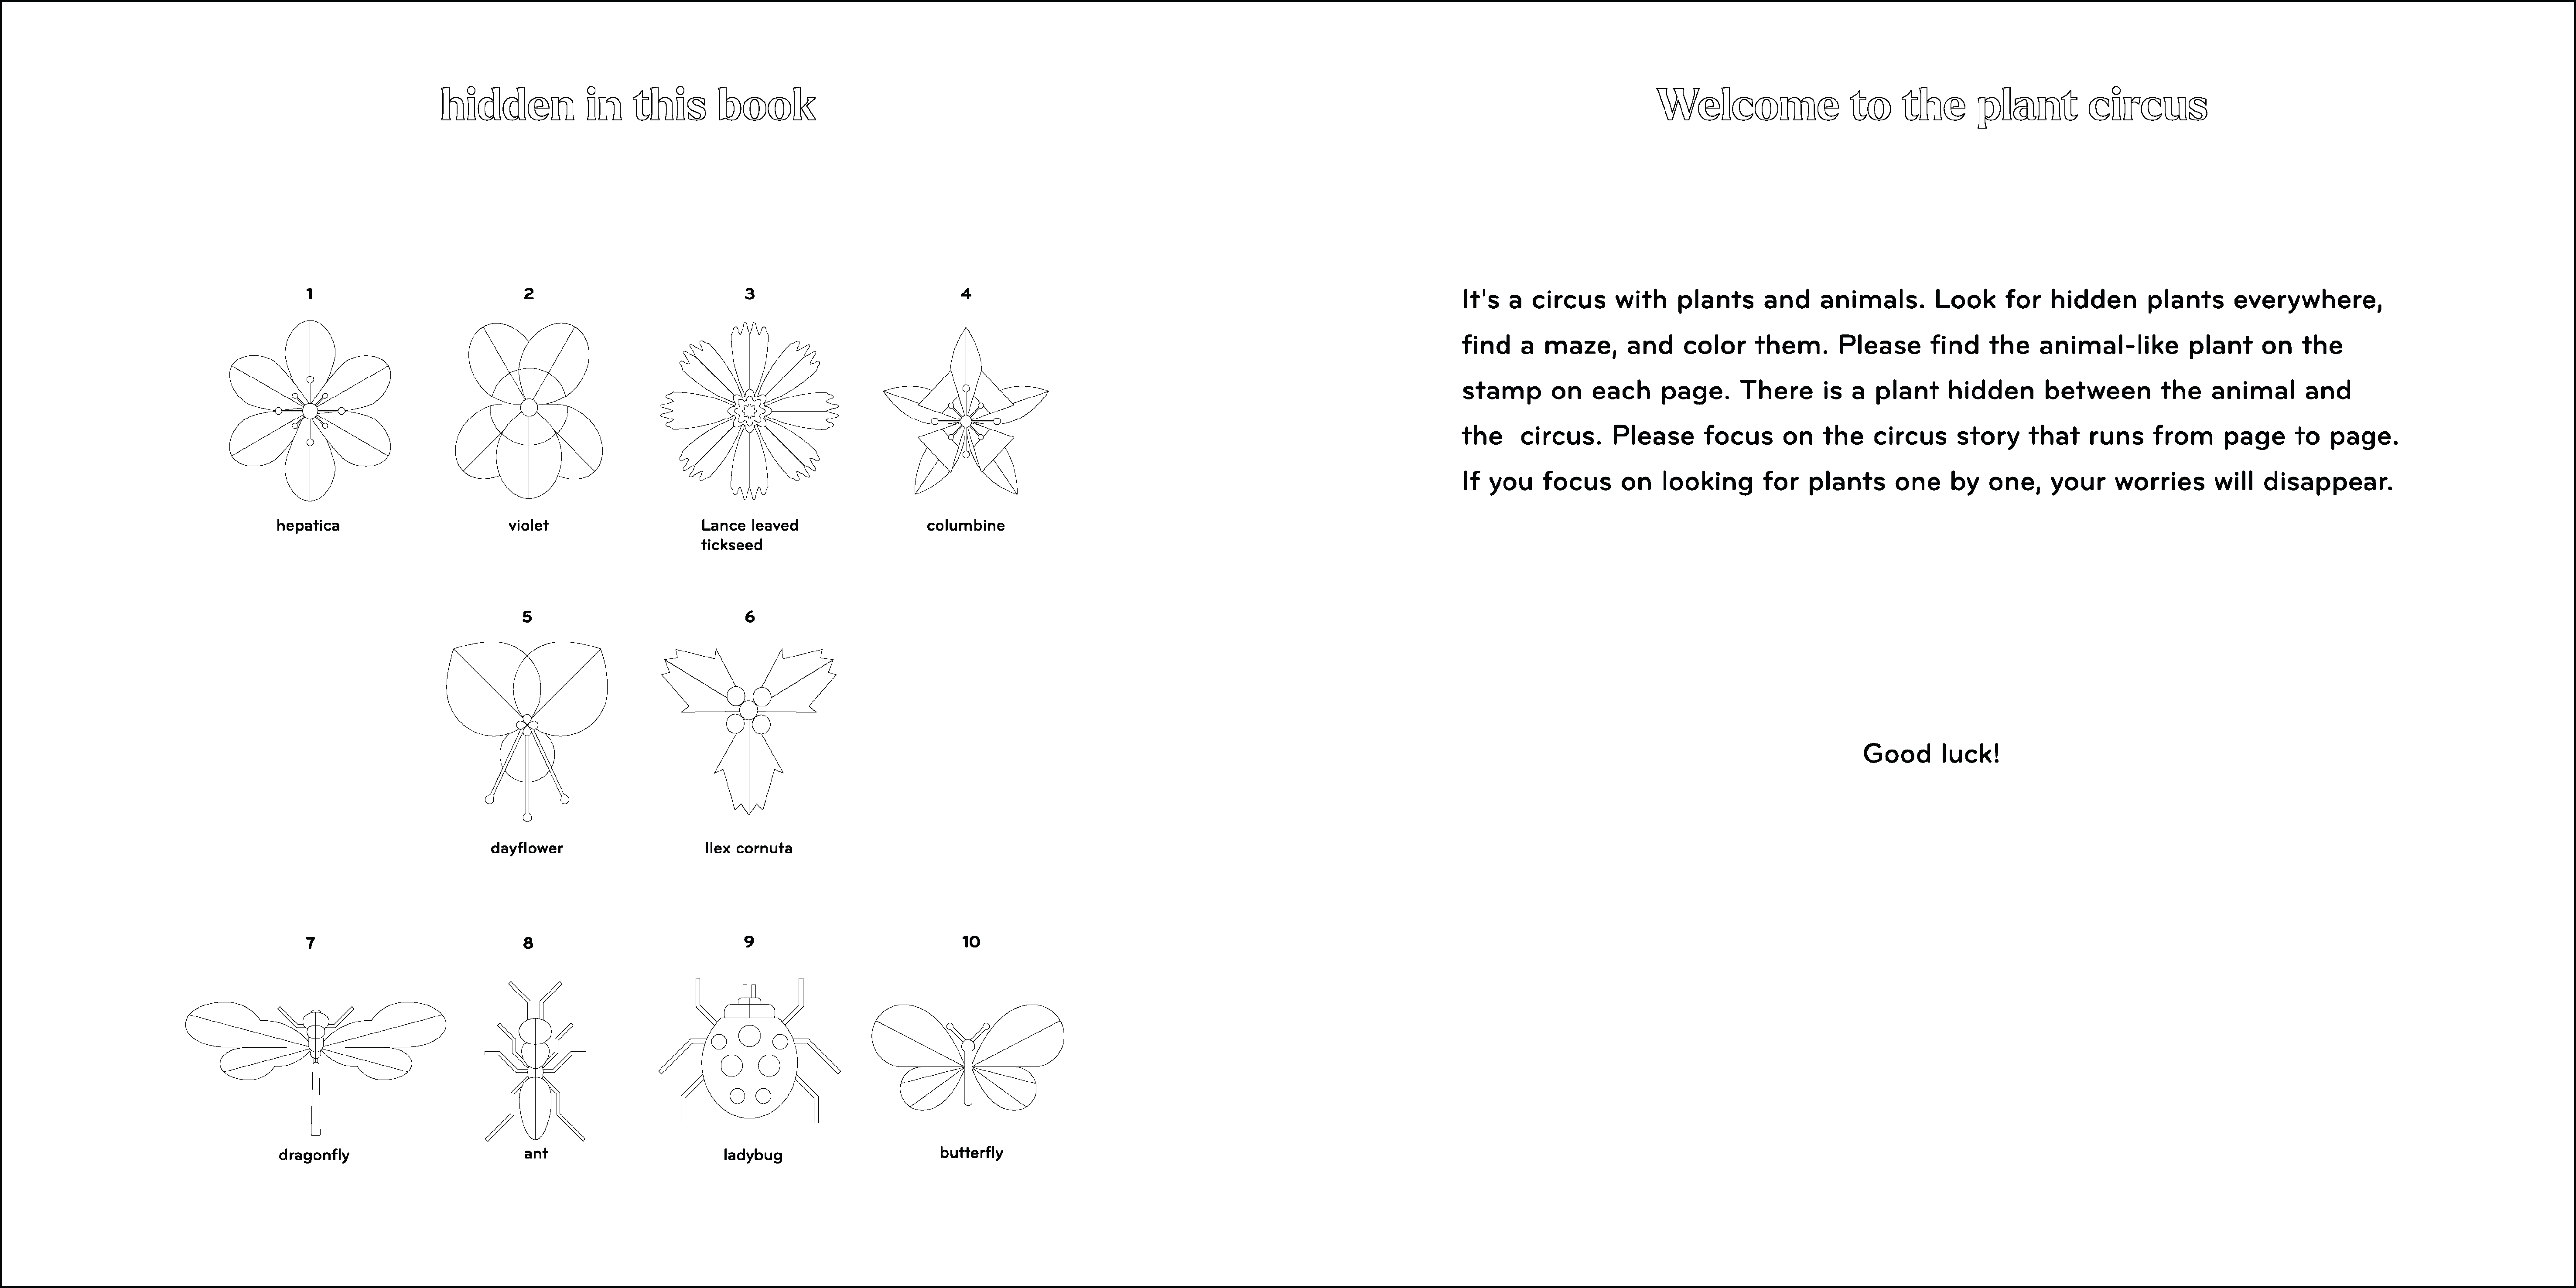 hidden in this book
1
2
3
4
hepatica
violet
Lance leaved
tickseed
columbine
5
6
dayflower
Ilex cornuta
7
8
9
10
dragonfly
ant
ladybug
butterfly
Welcome to the plant circus
It's a circus with plants and animals. Look for hidden plants everywhere,
find a maze, and color them. Please find the animal-like plant on the
stamp on each page. There is a plant hidden between the animal and
the  circus. Please focus on the circus story that runs from page to page.
If you focus on looking for plants one by one, your worries will disappear.
Good luck!